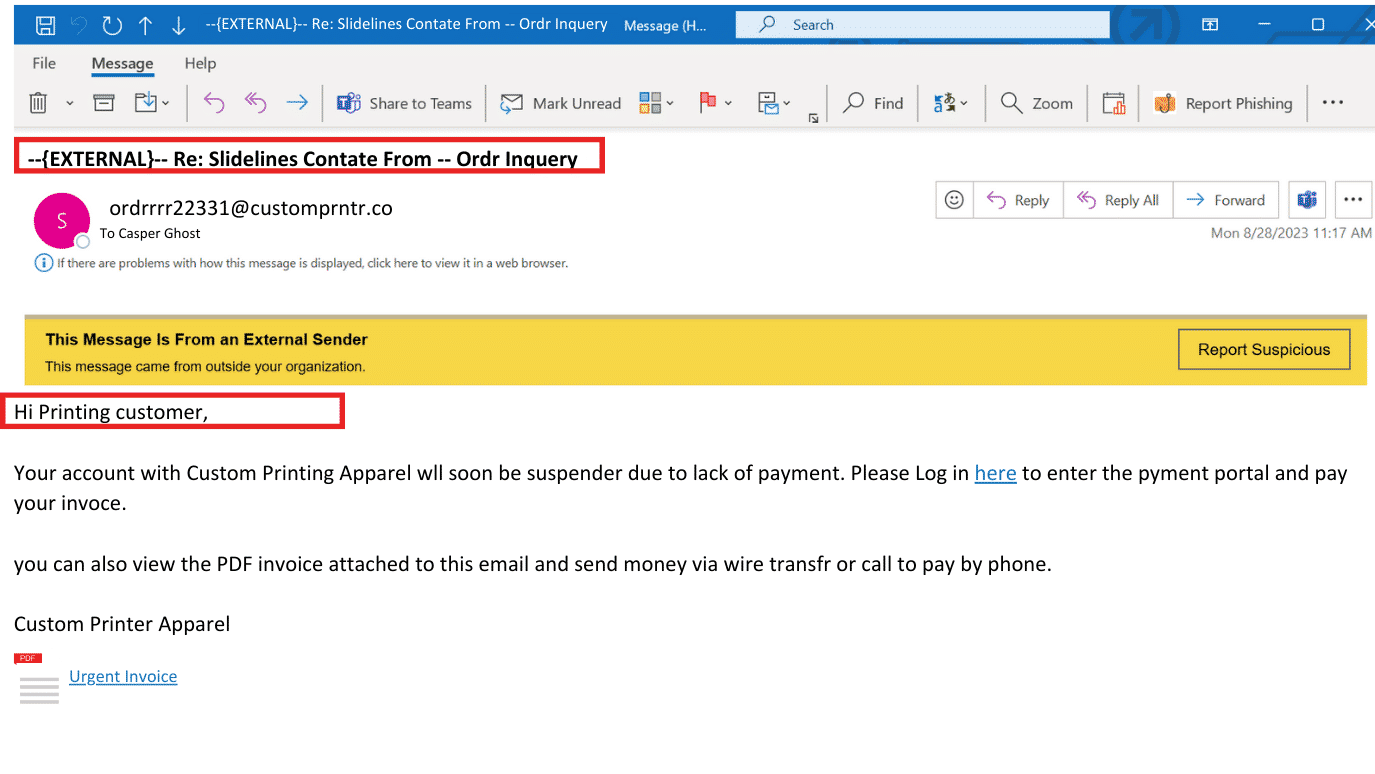 --{EXTERNAL}-- Re: Slidelines Contate From -- Ordr Inquery Message (H... Search
File Message Help
Share to Teams Mark Unread Find Zoom Report Phishing ...
--{EXTERNAL}-- Re: Slidelines Contate From -- Ordr Inquery
S
ordrrrr22331@customprntr.co
To Casper Ghost
Reply Reply All Forward ...
Mon 8/28/2023 11:17 AM
If there are problems with how this message is displayed, click here to view it in a web browser.
This Message Is From an External Sender
This message came from outside your organization.
Report Suspicious
Hi Printing customer,
Your account with Custom Printing Apparel wll soon be suspender due to lack of payment. Please Log in here to enter the pyment portal and pay
your invoce.
you can also view the PDF invoice attached to this email and send money via wire transfr or call to pay by phone.
Custom Printer Apparel
PDF
Urgent Invoice